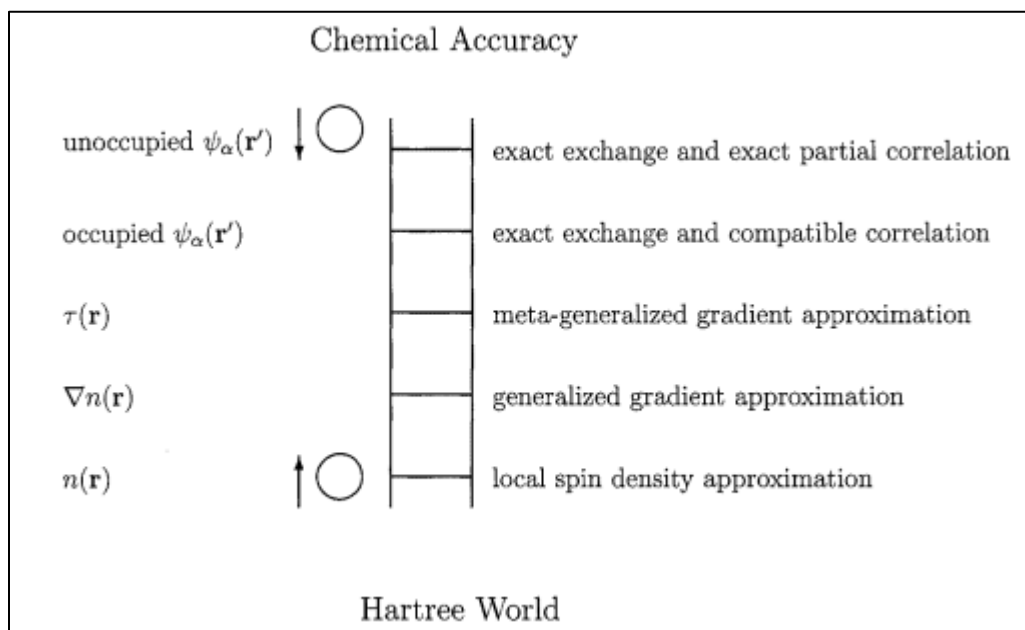 Chemical Accuracy
unoccupied ψα(r′) exact exchange and exact partial correlation
occupied ψα(r′) exact exchange and compatible correlation
τ(r) meta-generalized gradient approximation
∇n(r) generalized gradient approximation
n(r) local spin density approximation
Hartree World